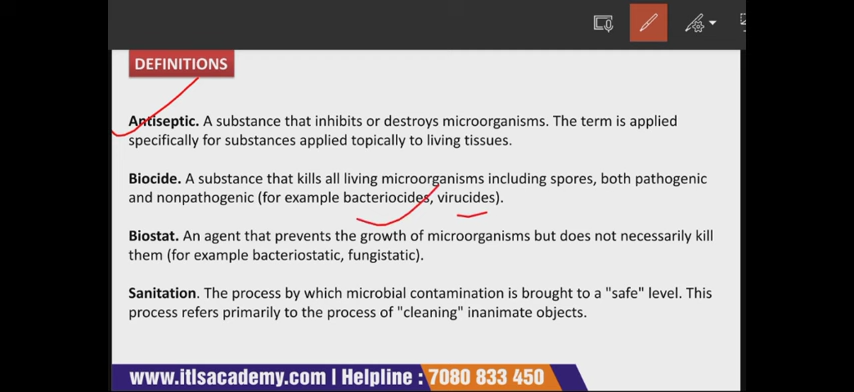 DEFINITIONS
Antiseptic. A substance that inhibits or destroys microorganisms. The term is applied
specifically for substances applied topically to living tissues.
Biocide. A substance that kills all living microorganisms including spores, both pathogenic
and nonpathogenic (for example bacteriocides, virucides).
Biostat. An agent that prevents the growth of microorganisms but does not necessarily kill
them (for example bacteriostatic, fungistatic).
Sanitation. The process by which microbial contamination is brought to a "safe" level. This
process refers primarily to the process of "cleaning" inanimate objects.
www.itlsacademy.com | Helpline : 7080 833 450